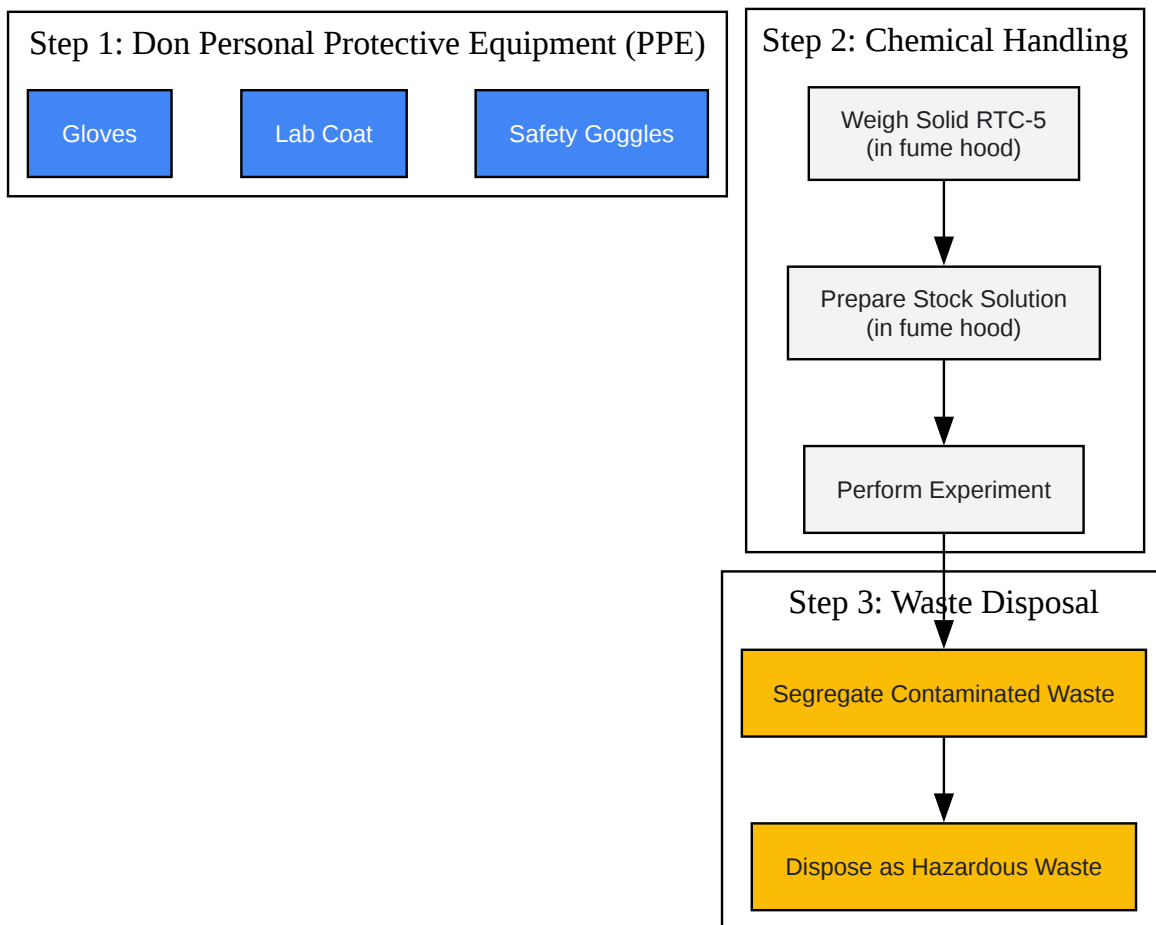 Step 1: Don Personal Protective Equipment (PPE)
Gloves
Lab Coat
Safety Goggles
Step 2: Chemical Handling
Weigh Solid RTC-5
(in fume hood)
Prepare Stock Solution
(in fume hood)
Perform Experiment
Step 3: Waste Disposal
Segregate Contaminated Waste
Dispose as Hazardous Waste